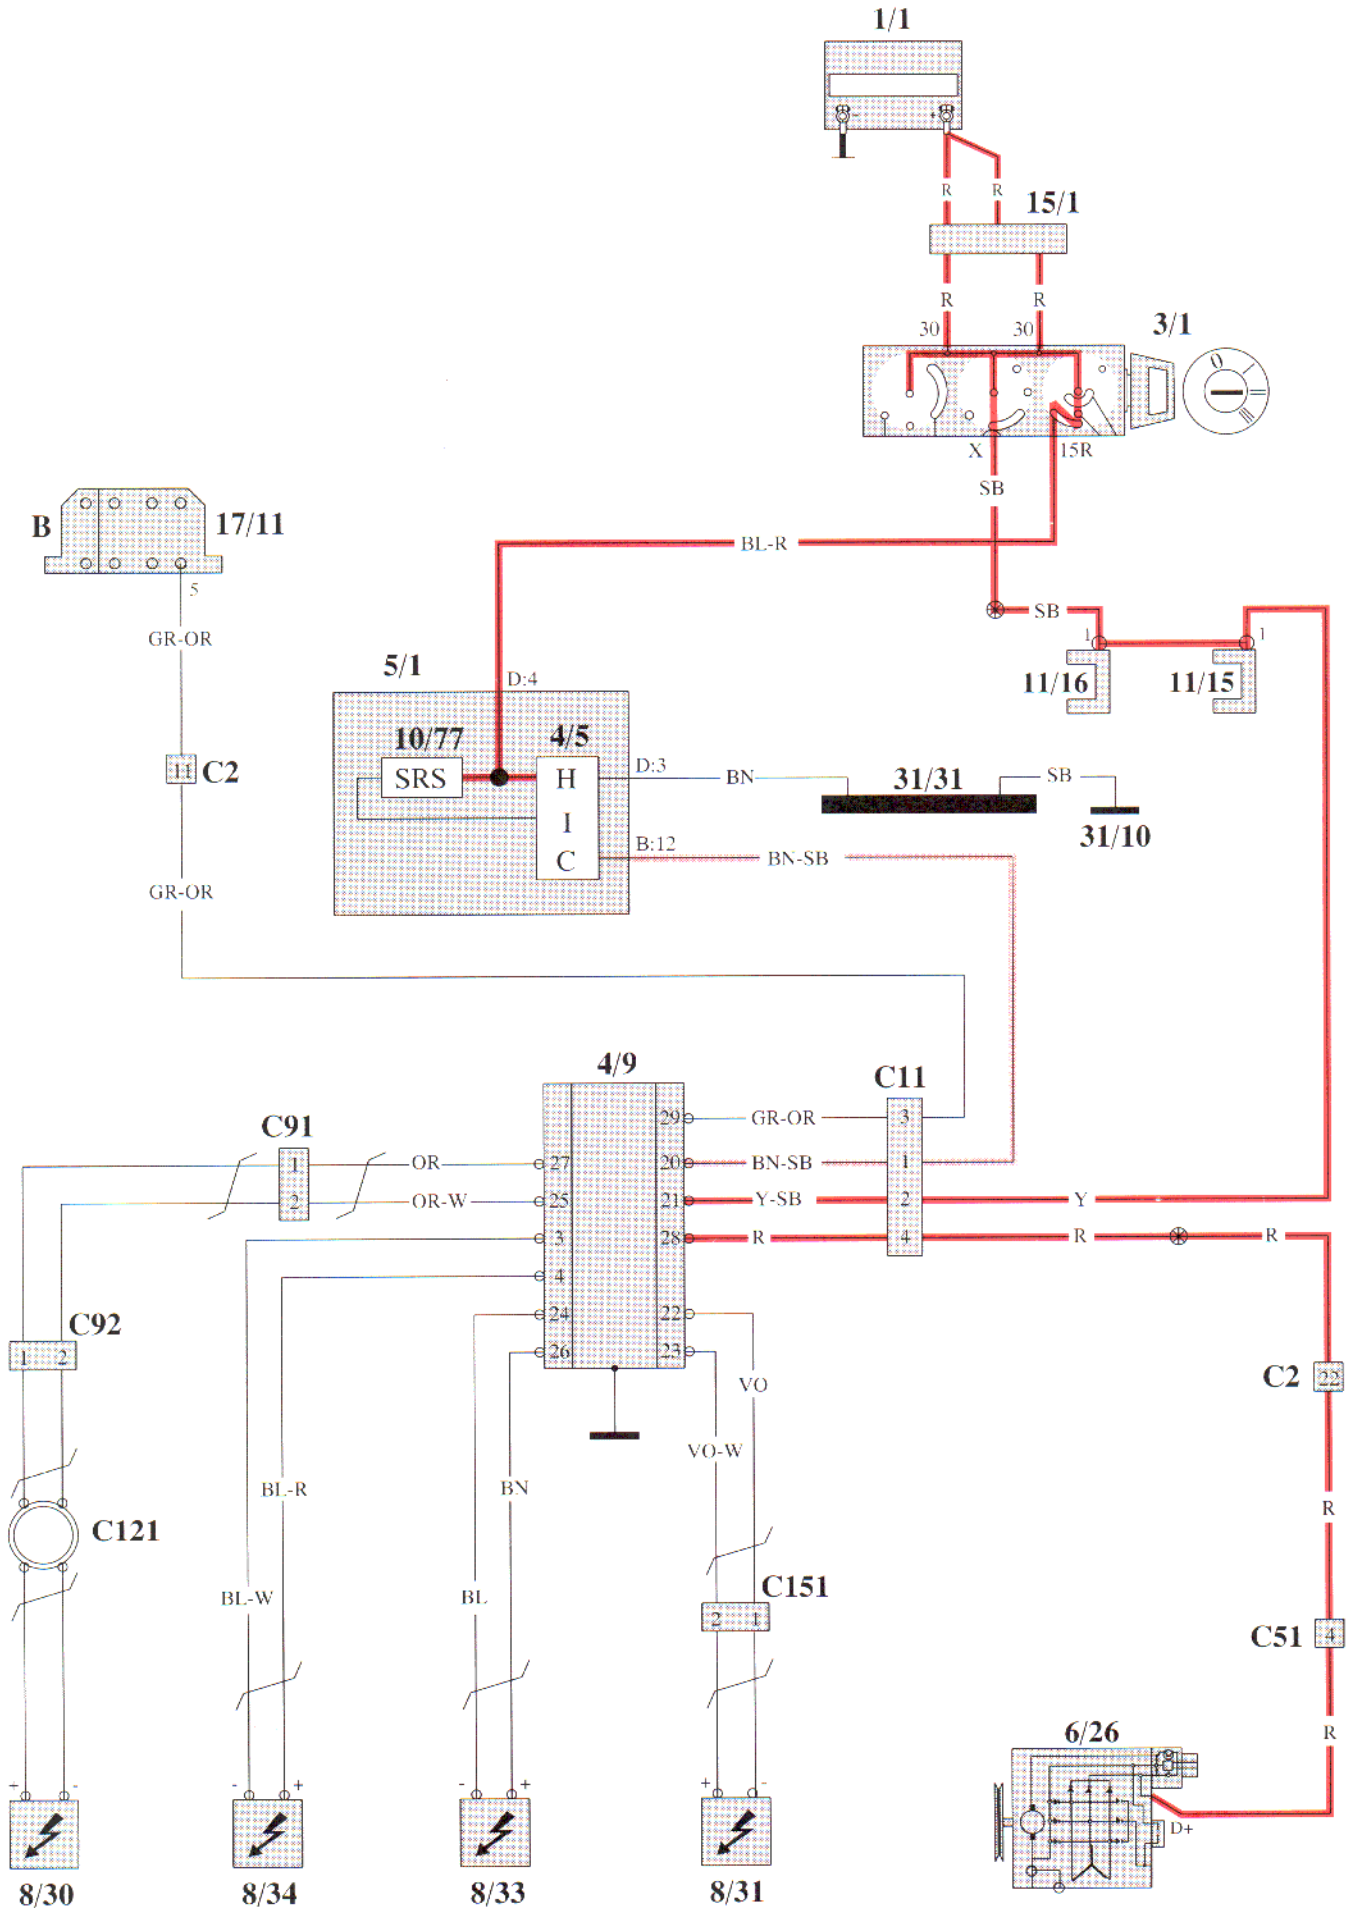 1/1
- +
R R
15/1
R R
30 30
3/1
0 I II III
X 15R
SB
B 17/11
5
BL-R
GR-OR
SB
1 1
11/16 11/15
5/1
D:4
10/77 4/5
SRS
H
I
C
D:3
BN
31/31
SB
31/10
11 C2
B:12
BN-SB
GR-OR
4/9
C11
29 GR-OR 3
C91
1 OR 27
20 BN-SB 1
2 OR-W 25
21 Y-SB 2 Y
3
28 R 4 R R
4
C92
24 22
1 2
26 23
C2 22
VO
VO-W
BL-R
BN
R
C121
BL-W
BL
C151
2 1
C51 4
R
6/26
D+
+ -
- +
- +
+ -
8/30
8/34
8/33
8/31